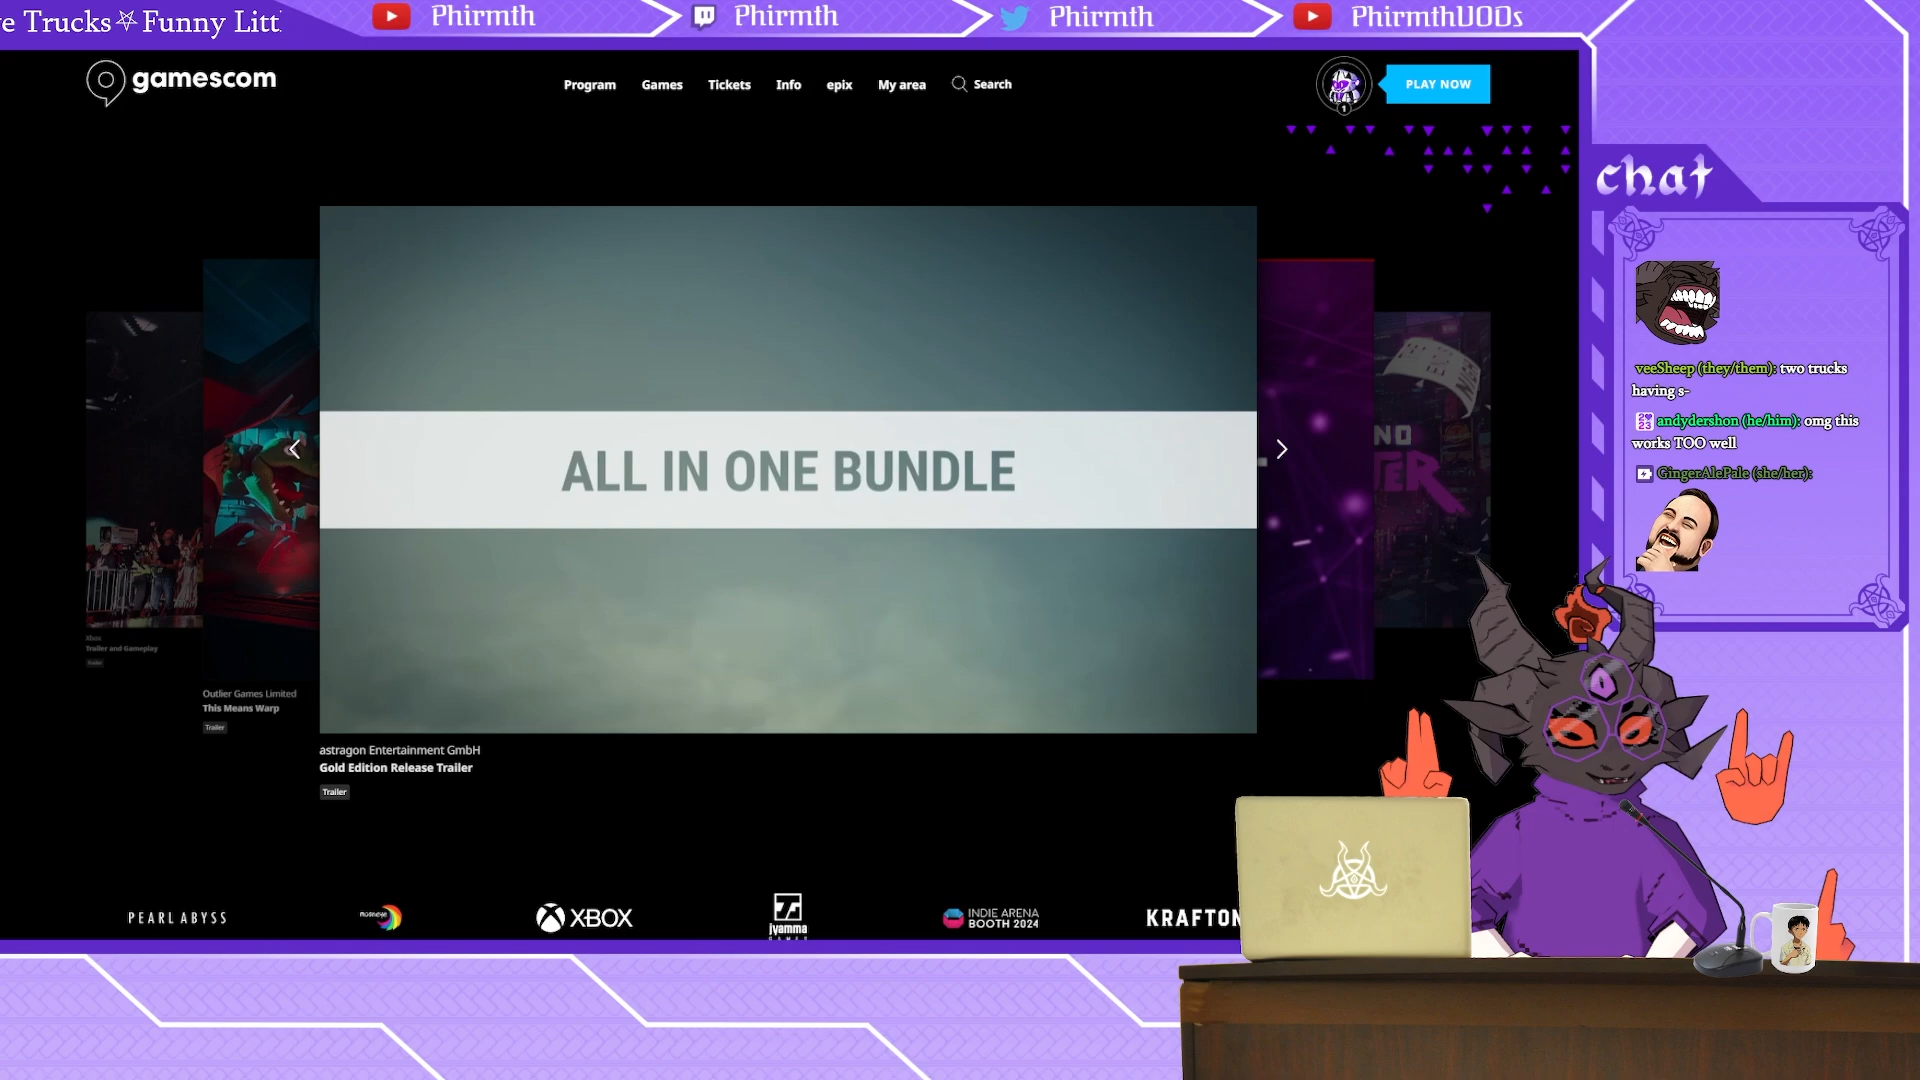 e Trucks⛧Funny Litt
Phirmth
Phirmth
Phirmth
PhirmthVODs
gamescom
Program
Games
Tickets
Info
epix
My area
Search
PLAY NOW
1
chat
veeSheep (they/them): two trucks
having s-
andydershon (he/him): omg this
works TOO well
GingerAlePale (she/her):
ALL IN ONE BUNDLE
Xbox
Trailer and Gameplay
Trailer
Outlier Games Limited
This Means Warp
Trailer
astragon Entertainment GmbH
Gold Edition Release Trailer
Trailer
PEARL ABYSS
XBOX
jyamma
GAMES
INDIE ARENA
BOOTH 2024
KRAFTON